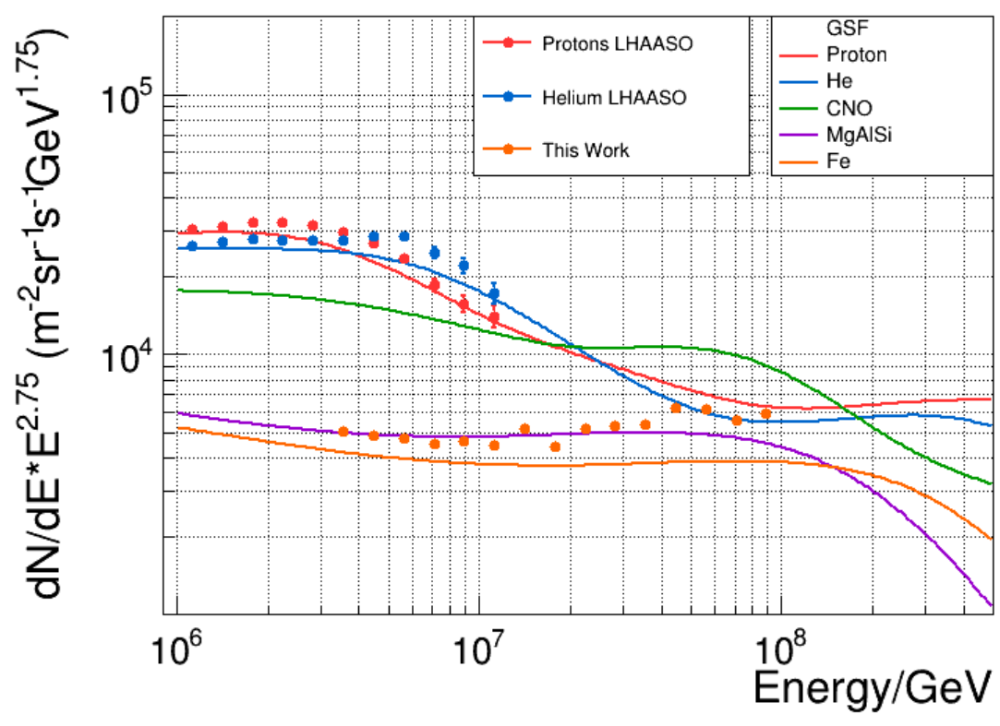 dN/dE*E^2.75 (m^-2sr^-1s^-1GeV^1.75)
10^5
10^4
Protons LHAASO
Helium LHAASO
This Work
GSF
Proton
He
CNO
MgAlSi
Fe
10^6 10^7 10^8
Energy/GeV